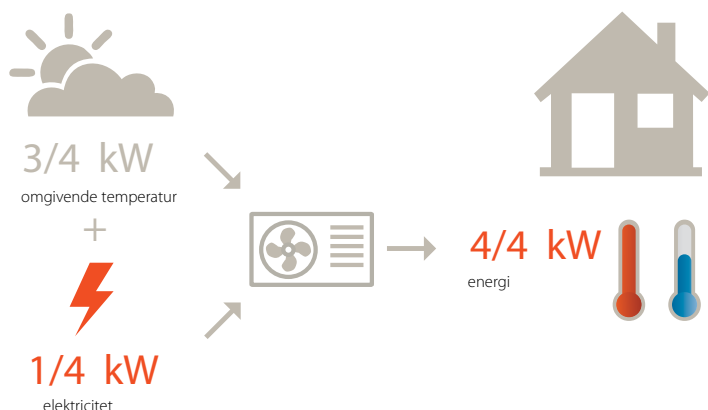 3/4 kW
omgivende temperatur
+
1/4 kW
elektricitet
4/4 kW
energi